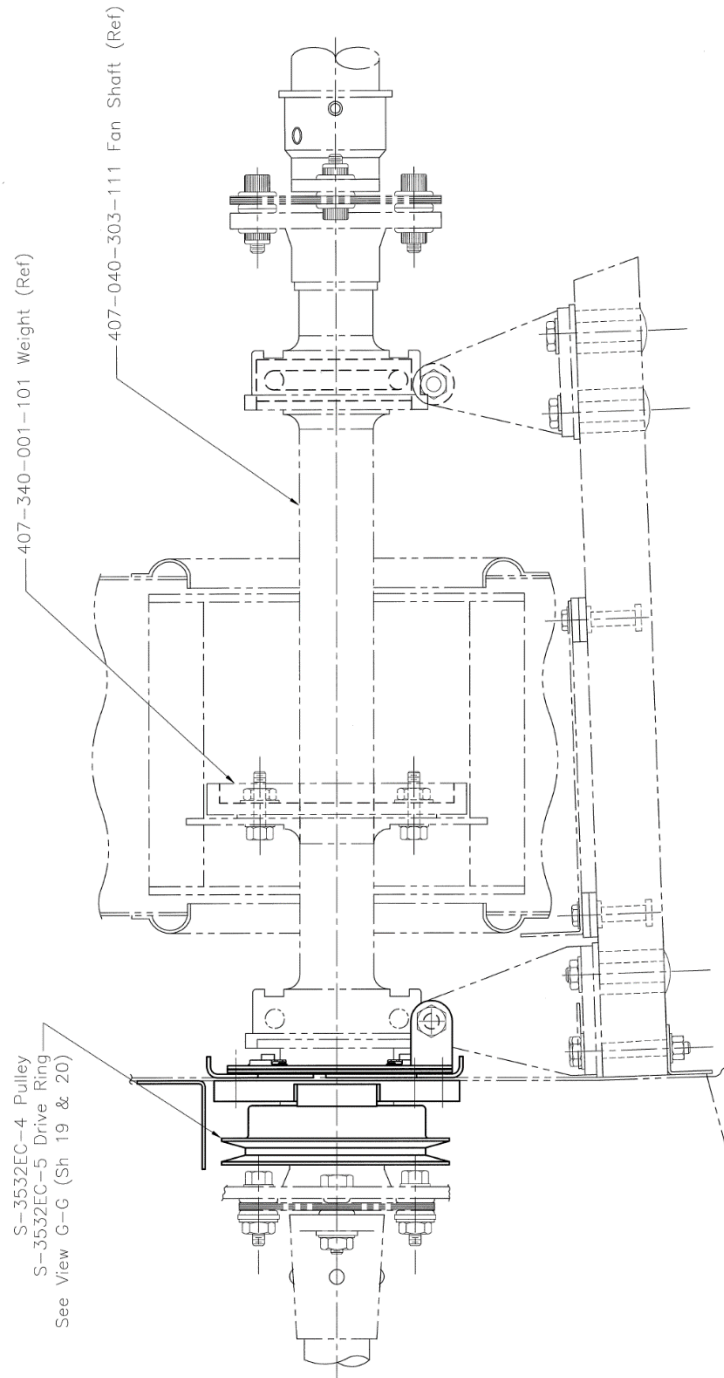 S-3532EC-4 Pulley
S-3532EC-5 Drive Ring
See View G-G (Sh 19 & 20)
407-340-001-101 Weight (Ref)
407-040-303-111 Fan Shaft (Ref)